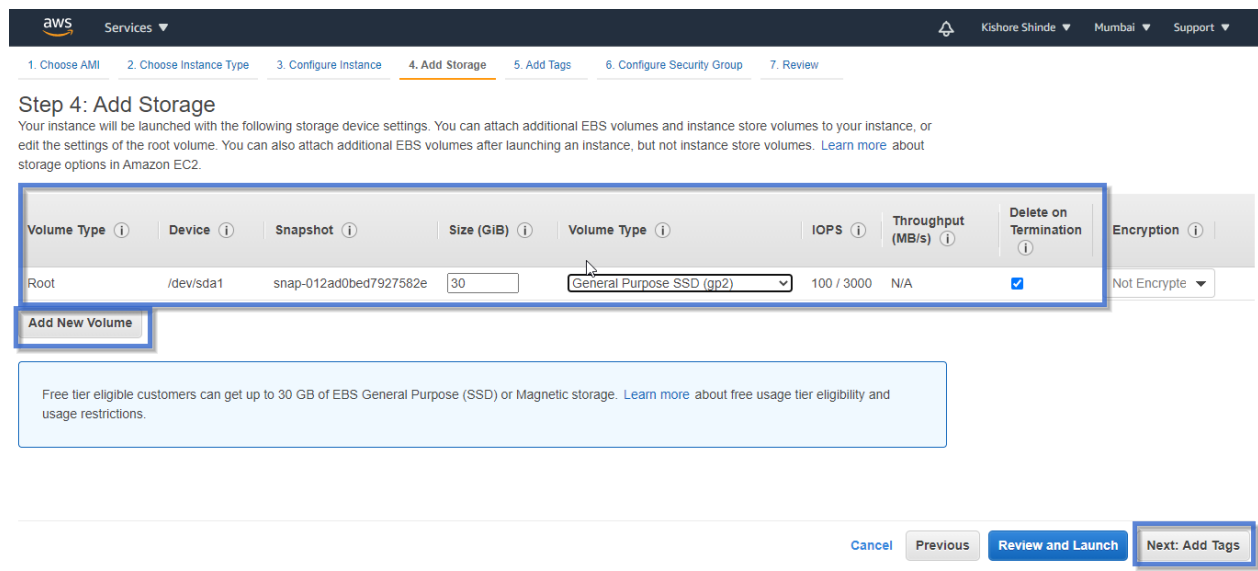 aws Services Kishore Shinde Mumbai Support
1. Choose AMI 2. Choose Instance Type 3. Configure Instance 4. Add Storage 5. Add Tags 6. Configure Security Group 7. Review
Step 4: Add Storage
Your instance will be launched with the following storage device settings. You can attach additional EBS volumes and instance store volumes to your instance, or
edit the settings of the root volume. You can also attach additional EBS volumes after launching an instance, but not instance store volumes. Learn more about
storage options in Amazon EC2.
Volume Type i Device i Snapshot i Size (GiB) i Volume Type i IOPS i Throughput (MB/s) i Delete on Termination i Encryption i
Root /dev/sda1 snap-012ad0bed7927582e 30 General Purpose SSD (gp2) 100 / 3000 N/A Not Encrypte
Add New Volume
Free tier eligible customers can get up to 30 GB of EBS General Purpose (SSD) or Magnetic storage. Learn more about free usage tier eligibility and
usage restrictions.
Cancel Previous Review and Launch Next: Add Tags